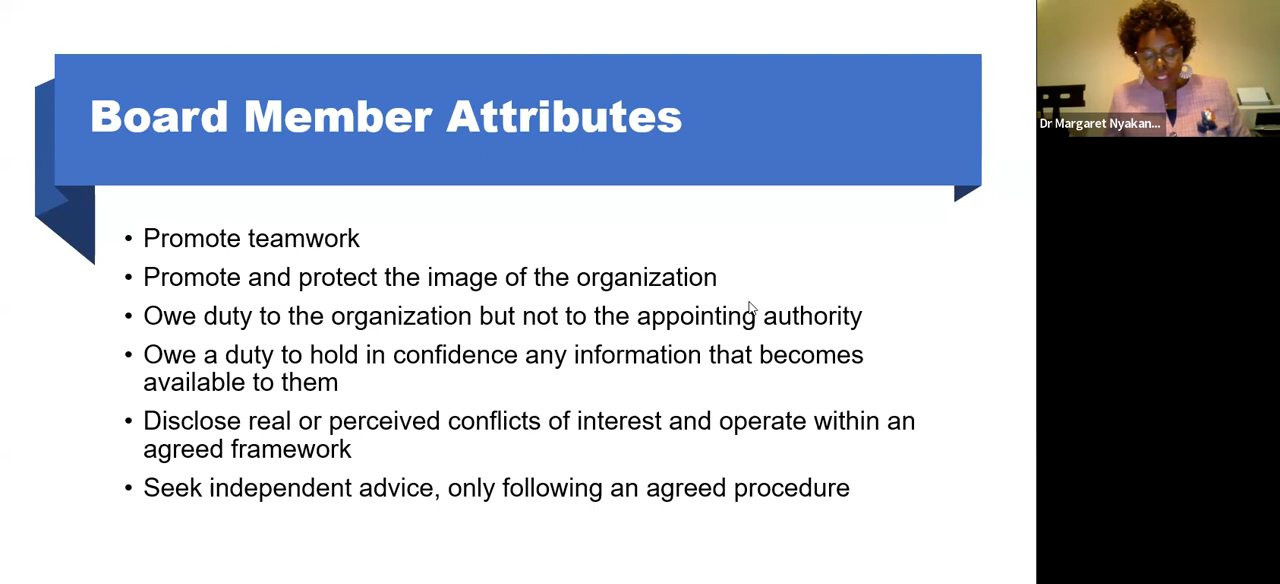 Board Member Attributes
• Promote teamwork
• Promote and protect the image of the organization
• Owe duty to the organization but not to the appointing authority
• Owe a duty to hold in confidence any information that becomes
available to them
• Disclose real or perceived conflicts of interest and operate within an
agreed framework
• Seek independent advice, only following an agreed procedure
Dr Margaret Nyakan...